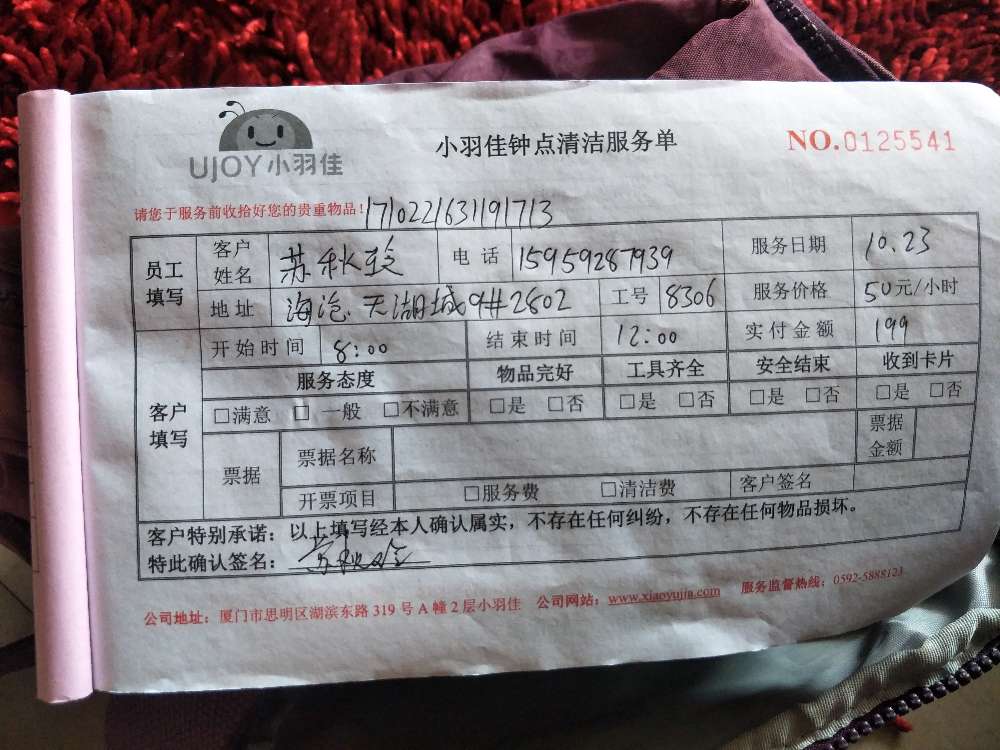 UJOY小羽佳
小羽佳钟点清洁服务单
NO.0125541
请您于服务前收拾好您的贵重物品！17102216311917 13
员工填写 客户姓名 苏秋玲 电话 15959287939 服务日期 10.23
地址 海沧 天湖城9#2802 工号 8306 服务价格 50元/小时
客户填写 开始时间 8:00 结束时间 12:00 实付金额 199
服务态度 物品完好 工具齐全 安全结束 收到卡片
□满意 □一般 □不满意 □是 □否 □是 □否 □是 □否 □是 □否
票据 票据名称 票据金额
开票项目 □服务费 □清洁费 客户签名
客户特别承诺：以上填写经本人确认属实，不存在任何纠纷，不存在任何物品损坏。
特此确认签名：苏秋玲
公司地址：厦门市思明区湖滨东路319号A幢2层小羽佳 公司网站：www.xiaoyujia.com 服务监督热线：0592-5888123